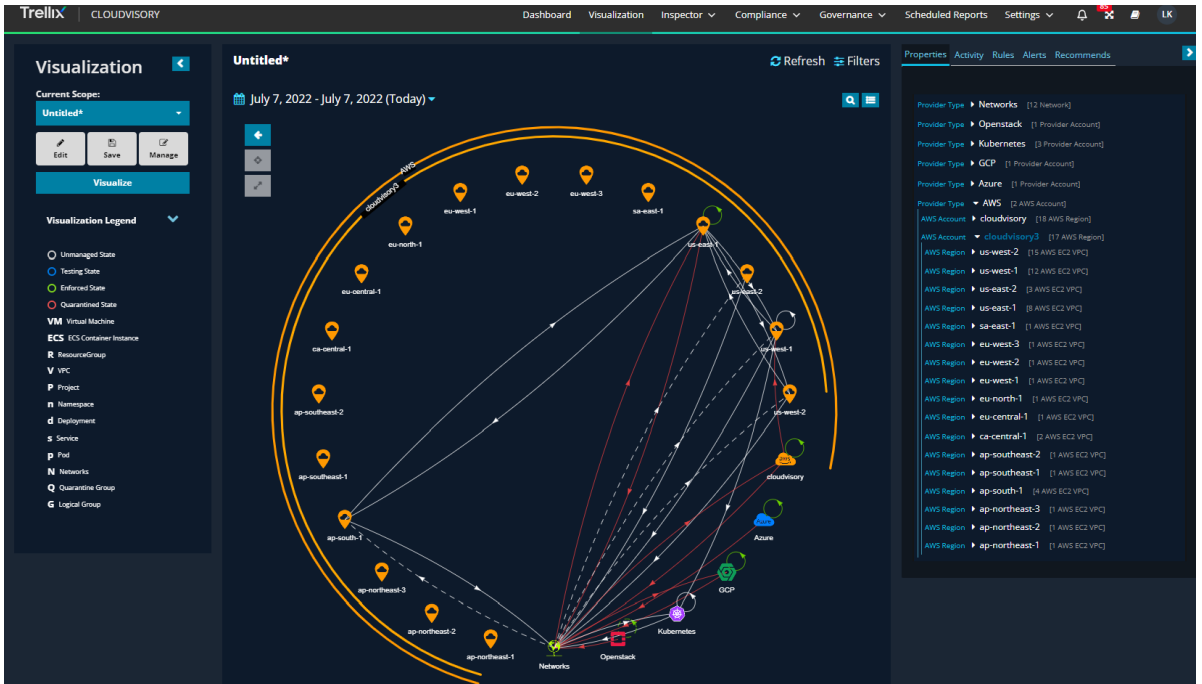 Trellix CLOUDVISORY
Dashboard Visualization Inspector Compliance Governance Scheduled Reports Settings 85 LK
Visualization
Current Scope:
Untitled*
Edit Save Manage
Visualize
Visualization Legend
Unmanaged State
Testing State
Enforced State
Quarantined State
VM Virtual Machine
ECS ECS Container Instance
R ResourceGroup
V VPC
P Project
n Namespace
d Deployment
s Service
p Pod
N Networks
Q Quarantine Group
G Logical Group
Untitled*
Refresh Filters
July 7, 2022 - July 7, 2022 (Today)
AWS
cloudvisory3
eu-west-2
eu-west-3
eu-west-1
sa-east-1
eu-north-1
us-east-1
eu-central-1
us-east-2
ca-central-1
us-west-1
ap-southeast-2
us-west-2
ap-southeast-1
aws
cloudvisory
ap-south-1
Azure
ap-northeast-3
GCP
ap-northeast-2
Kubernetes
ap-northeast-1
Openstack
Networks
Properties Activity Rules Alerts Recommends
Provider Type Networks [12 Network]
Provider Type Openstack [1 Provider Account]
Provider Type Kubernetes [3 Provider Account]
Provider Type GCP [1 Provider Account]
Provider Type Azure [1 Provider Account]
Provider Type AWS [2 AWS Account]
AWS Account cloudvisory [18 AWS Region]
AWS Account cloudvisory3 [17 AWS Region]
AWS Region us-west-2 [15 AWS EC2 VPC]
AWS Region us-west-1 [12 AWS EC2 VPC]
AWS Region us-east-2 [3 AWS EC2 VPC]
AWS Region us-east-1 [8 AWS EC2 VPC]
AWS Region sa-east-1 [1 AWS EC2 VPC]
AWS Region eu-west-3 [1 AWS EC2 VPC]
AWS Region eu-west-2 [1 AWS EC2 VPC]
AWS Region eu-west-1 [1 AWS EC2 VPC]
AWS Region eu-north-1 [1 AWS EC2 VPC]
AWS Region eu-central-1 [1 AWS EC2 VPC]
AWS Region ca-central-1 [2 AWS EC2 VPC]
AWS Region ap-southeast-2 [1 AWS EC2 VPC]
AWS Region ap-southeast-1 [1 AWS EC2 VPC]
AWS Region ap-south-1 [4 AWS EC2 VPC]
AWS Region ap-northeast-3 [1 AWS EC2 VPC]
AWS Region ap-northeast-2 [1 AWS EC2 VPC]
AWS Region ap-northeast-1 [1 AWS EC2 VPC]